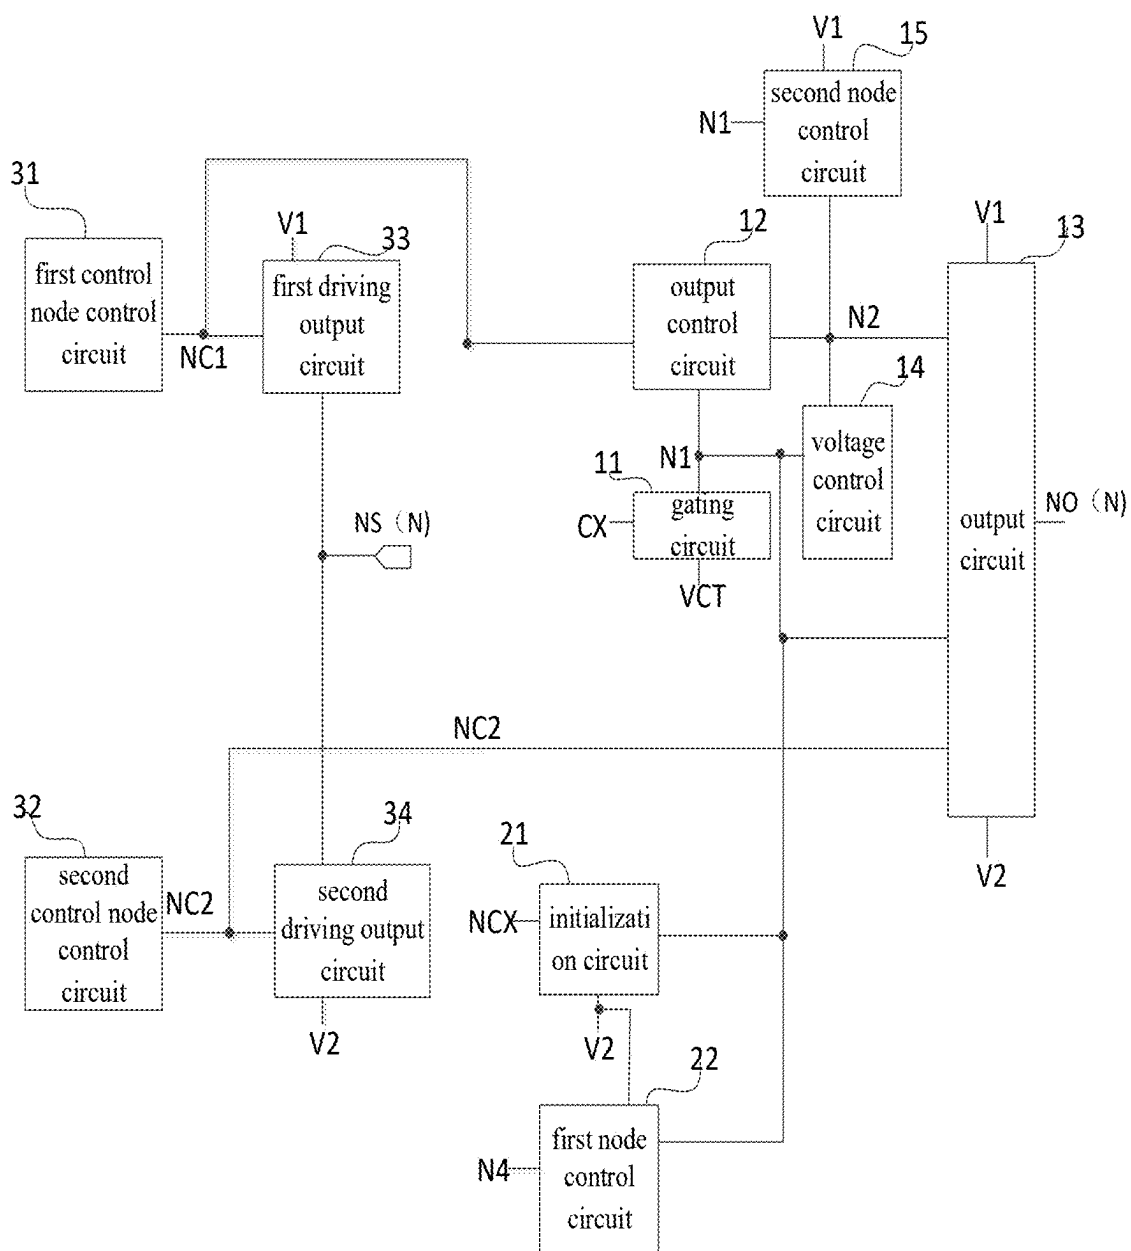 V1
15
second node
control
circuit
N1
31
first control
node control
circuit
NC1
V1
33
first driving
output
circuit
12
output
control
circuit
N2
V1
13
14
voltage
control
circuit
N1
11
gating
circuit
CX
VCT
output
circuit
NO (N)
NS (N)
NC2
32
second
control node
control
circuit
NC2
34
second
driving output
circuit
V2
21
NCX
initializati
on circuit
V2
V2
22
N4
first node
control
circuit